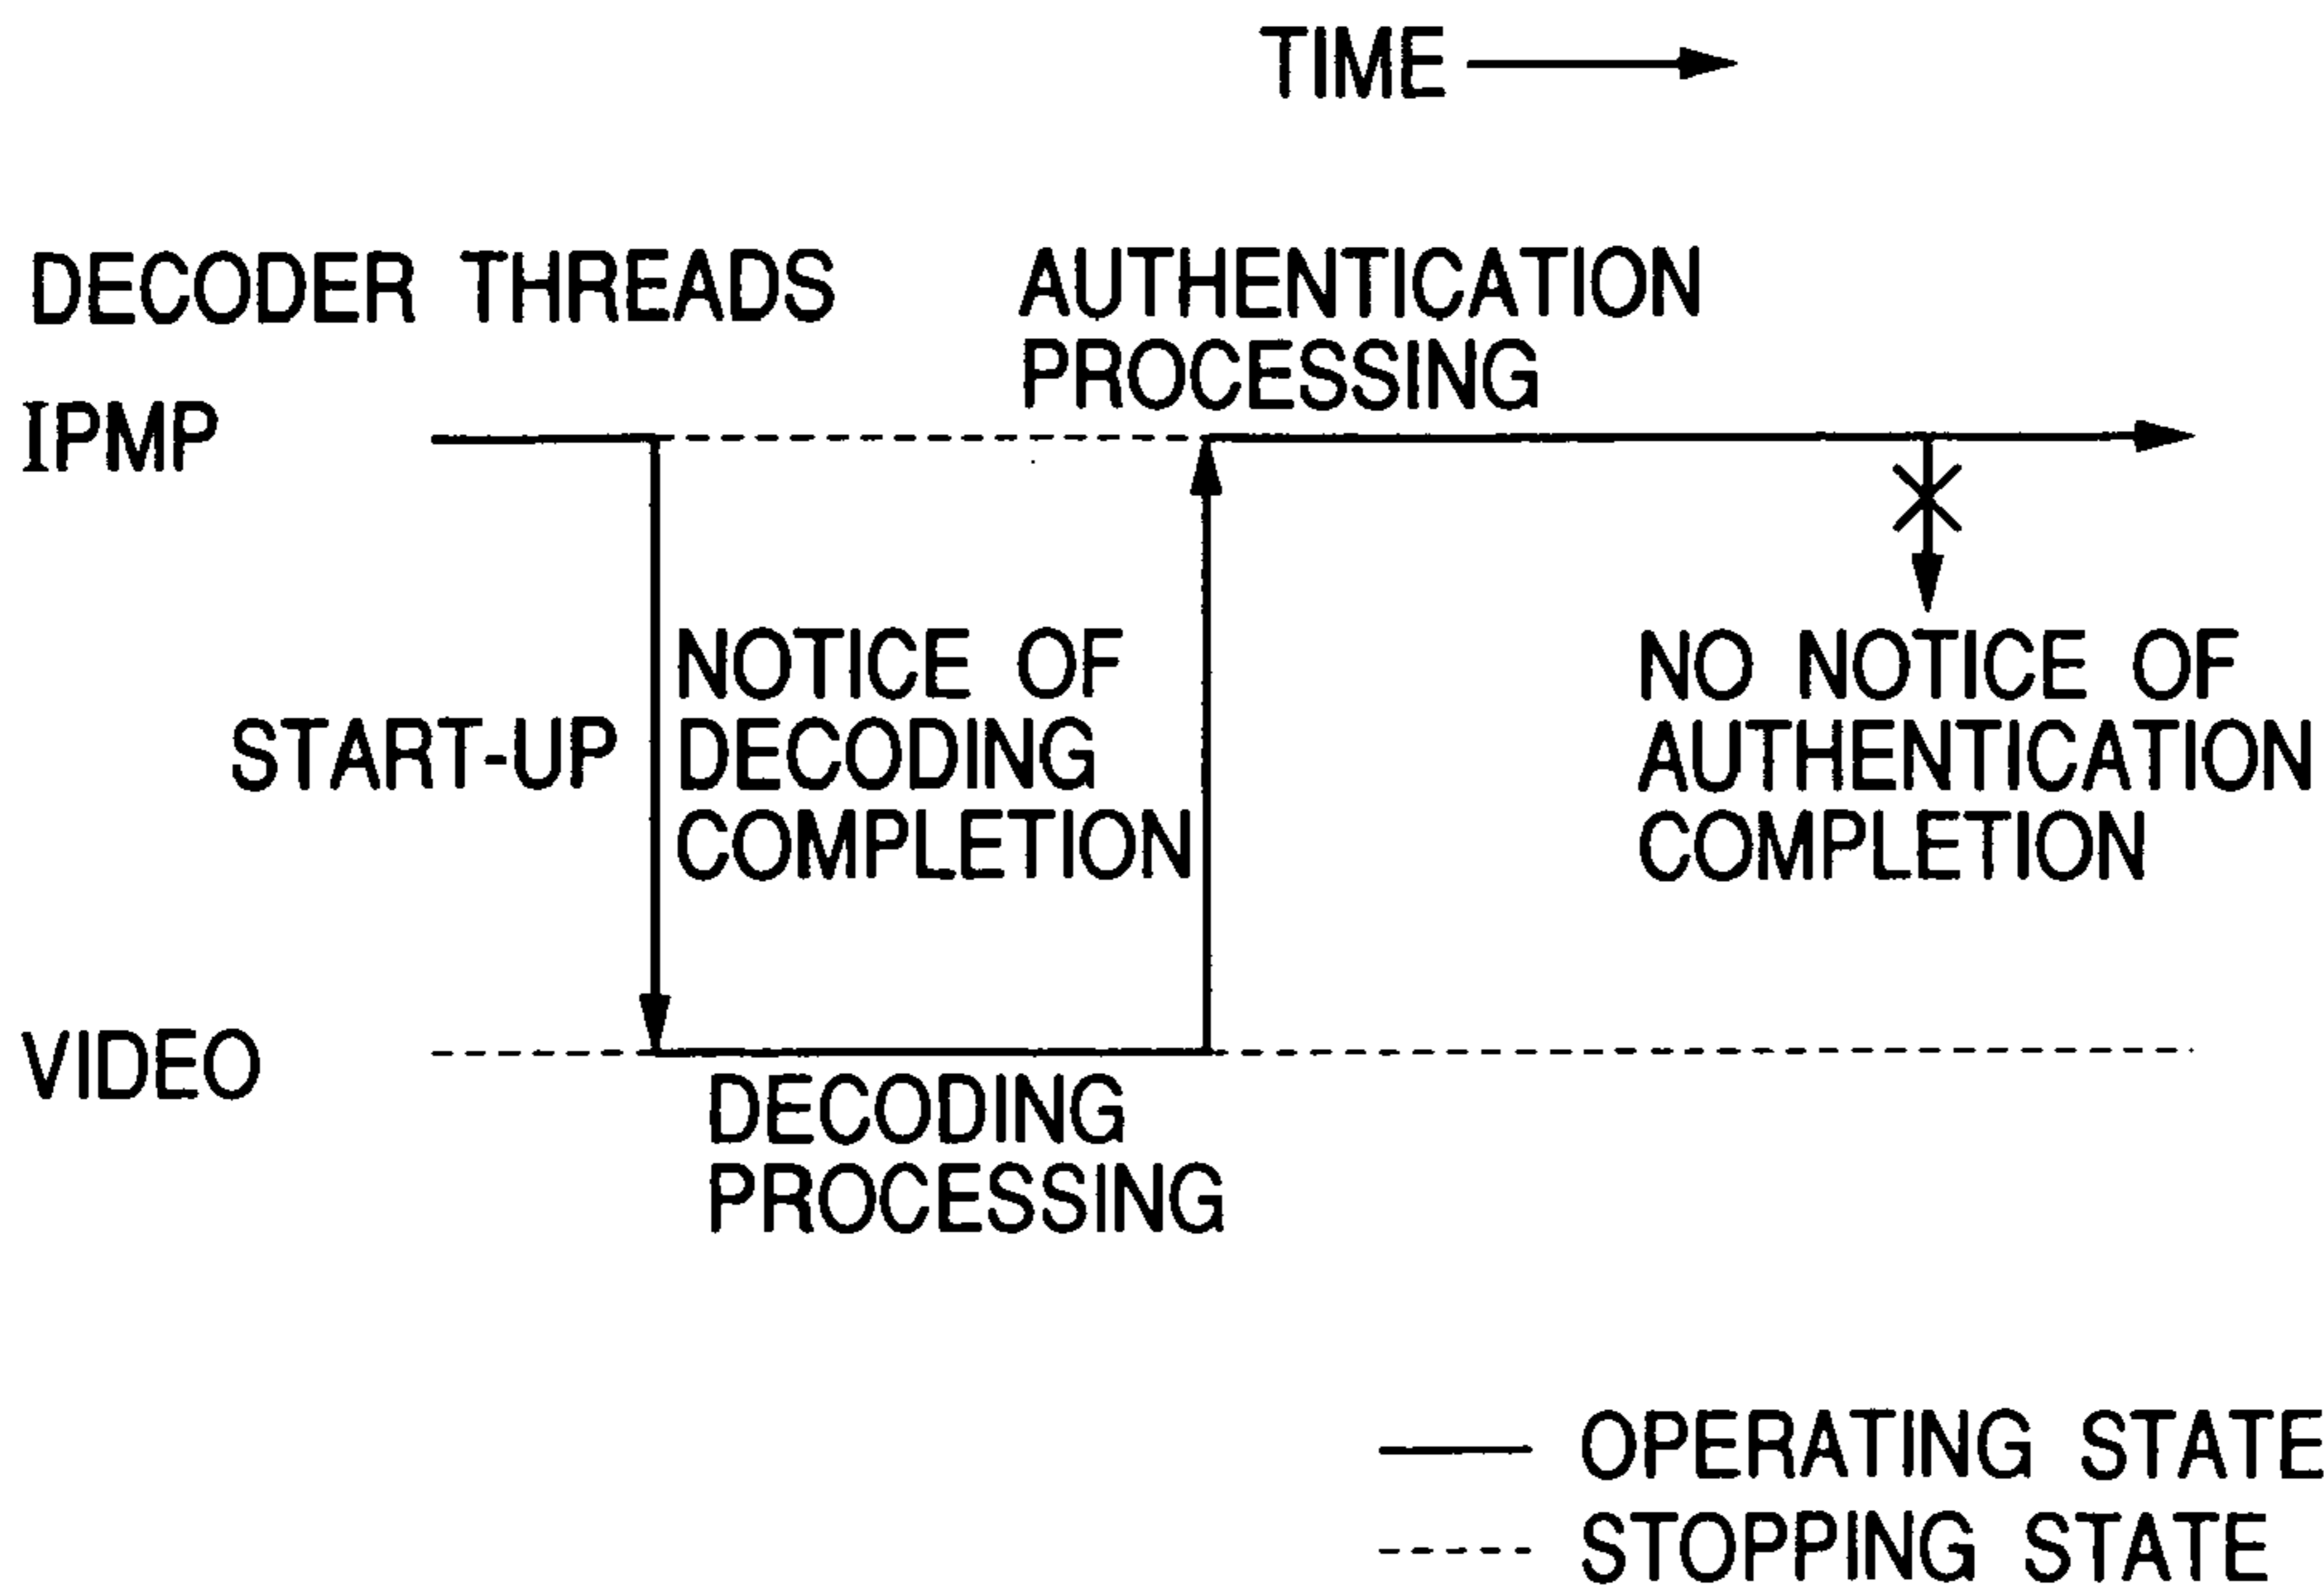 TIME
DECODER THREADS
AUTHENTICATION
PROCESSING
IPMP
START-UP
NOTICE OF
DECODING
COMPLETION
NO NOTICE OF
AUTHENTICATION
COMPLETION
VIDEO
DECODING
PROCESSING
OPERATING STATE
STOPPING STATE